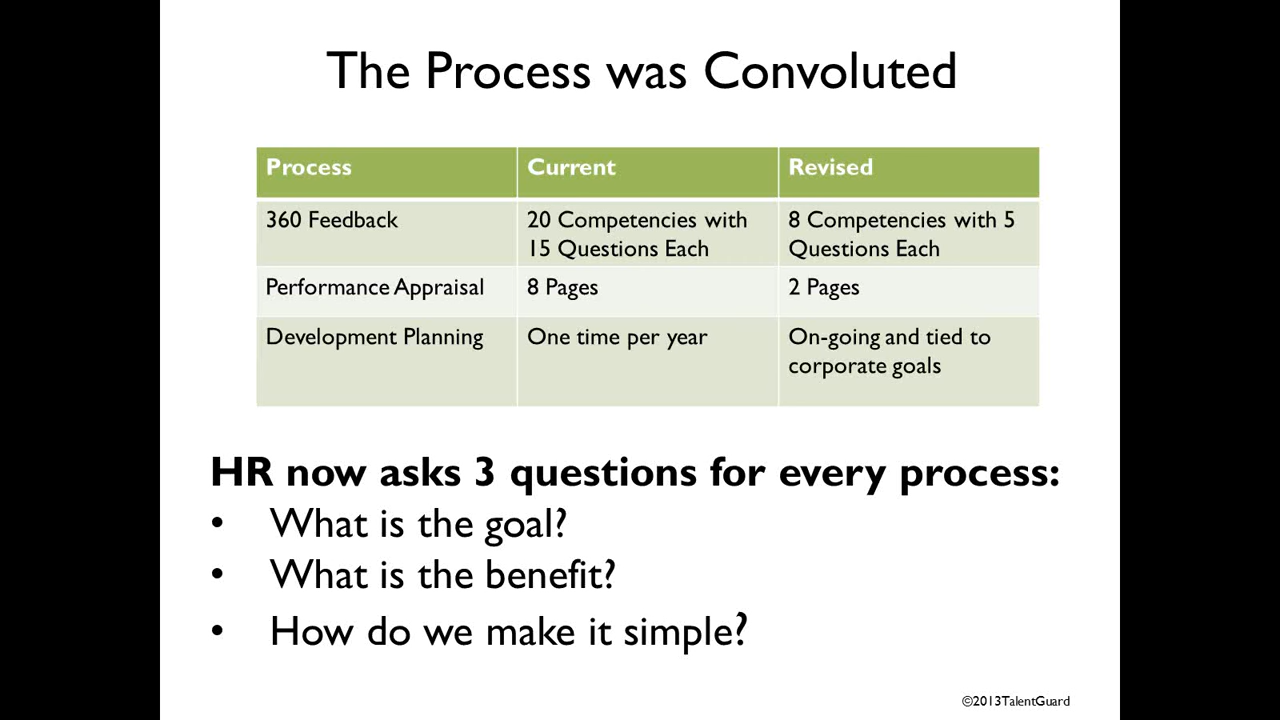 The Process was Convoluted
Process Current Revised
360 Feedback 20 Competencies with 8 Competencies with 5
15 Questions Each Questions Each
Performance Appraisal 8 Pages 2 Pages
Development Planning One time per year On-going and tied to
corporate goals
HR now asks 3 questions for every process:
• What is the goal?
• What is the benefit?
• How do we make it simple?
©2013TalentGuard